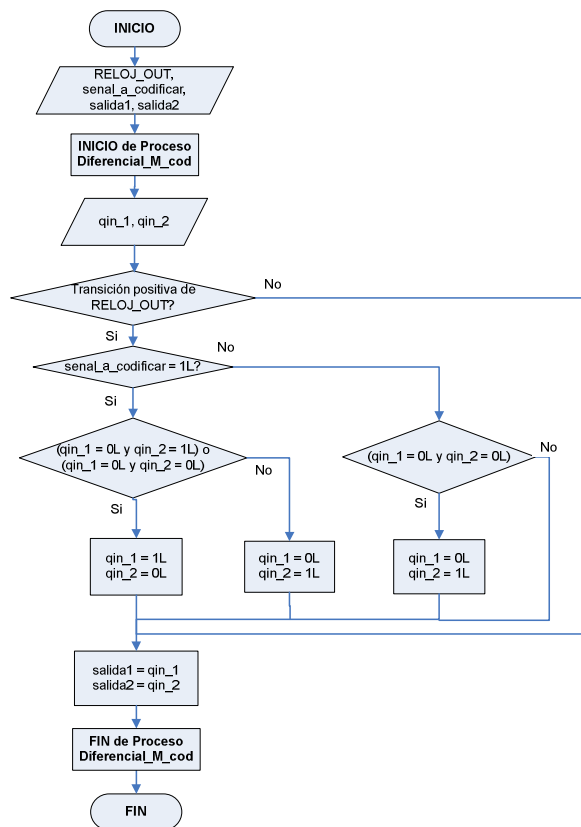 INICIO
RELOJ_OUT,
senal_a_codificar,
salida1, salida2
INICIO de Proceso
Diferencial_M_cod
qin_1, qin_2
Transición positiva de
RELOJ_OUT?
No
Si
senal_a_codificar = 1L?
No
Si
(qin_1 = 0L y qin_2 = 1L) o
(qin_1 = 0L y qin_2 = 0L)
No
Si
(qin_1 = 0L y qin_2 = 0L)
No
Si
qin_1 = 1L
qin_2 = 0L
qin_1 = 0L
qin_2 = 1L
qin_1 = 0L
qin_2 = 1L
salida1 = qin_1
salida2 = qin_2
FIN de Proceso
Diferencial_M_cod
FIN